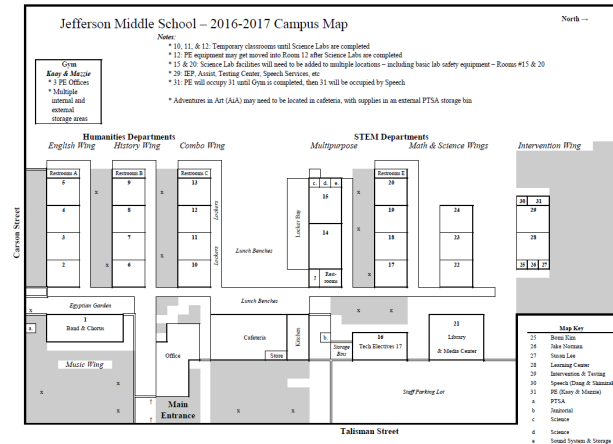 Jefferson Middle School – 2016-2017 Campus Map
North →
Notes:
* 10, 11, & 12: Temporary classrooms until Science Labs are completed
* 12: PE equipment may get moved into Room 12 after Science Labs are completed
* 15 & 20: Science Lab facilities will need to be added to multiple locations – including basic lab safety equipment – Rooms #15 & 20
* 29: IEP, Assist, Testing Center, Speech Services, etc
* 31: PE will occupy 31 until Gym is completed, then 31 will be occupied by Speech
* Adventures in Art (AiA) may need to be located in cafeteria, with supplies in an external PTSA storage bin
Gym
Kaay & Mazzie
* 3 PE Offices
* Multiple
internal and
external
storage areas
Humanities Departments
STEM Departments
English Wing
History Wing
Combo Wing
Multipurpose
Math & Science Wings
Intervention Wing
Restrooms A
Restrooms B
Restrooms C
Restrooms E
c. d. e.
5
9
13
15
20
30 31
29
4
8
12
14
19
24
3
7
11
18
23
28
2
6
10
17
22
25 26 27
x
x
x
x
x
x
Lockers
Lockers
Locker Bay
Lunch Benches
J
Rest-
rooms
Carson Street
Egyptian Garden
Lunch Benches
x
x
a.
1
Band & Chorus
Music Wing
Office
Cafeteria
Store
Kitchen
b.
Storage
Bins
16
Tech Electives 17
21
Library
& Media Center
x
x
x
x
Main
Entrance
↑
↑
Staff Parking Lot
Talisman Street
Map Key
25 Bomi Kim
26 Jake Norman
27 Susan Lee
28 Learning Center
29 Intervention & Testing
30 Speech (Dang & Shimizak
31 PE (Kaay & Mazzie)
a PTSA
b Janitorial
c Science
d Science
e Sound System & Storage